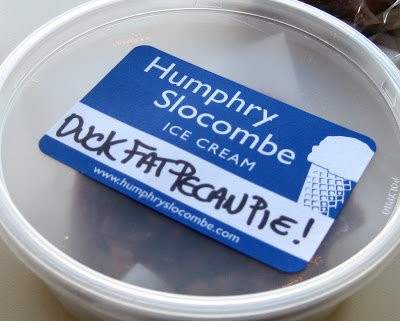 Humphry
Slocombe
ICE CREAM
DUCK FAT PECAN PIE!
www.humphryslocombe.com